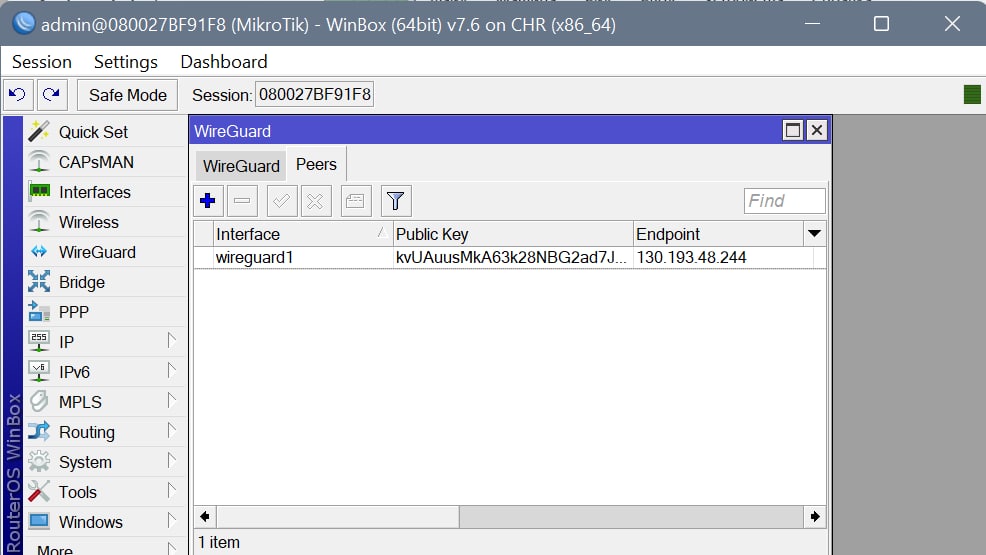 admin@080027BF91F8 (MikroTik) - WinBox (64bit) v7.6 on CHR (x86_64)
Session Settings Dashboard
Safe Mode Session: 080027BF91F8
WireGuard
WireGuard Peers
Find
Interface Public Key Endpoint
wireguard1 kvUAuusMkA63k28NBG2ad7J... 130.193.48.244
1 item
Quick Set
CAPsMAN
Interfaces
Wireless
WireGuard
Bridge
PPP
255 IP
v6 IPv6
MPLS
Routing
System
Tools
Windows
More
RouterOS WinBox